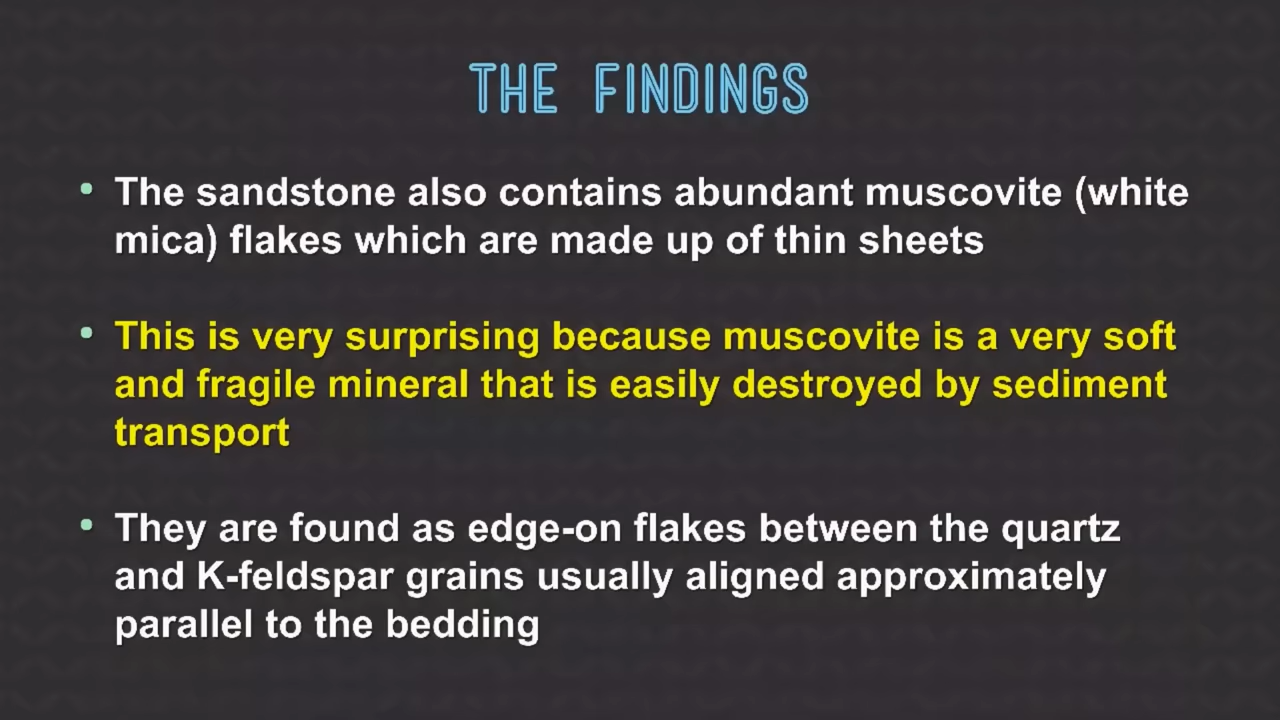 THE FINDINGS
• The sandstone also contains abundant muscovite (white
mica) flakes which are made up of thin sheets
• This is very surprising because muscovite is a very soft
and fragile mineral that is easily destroyed by sediment
transport
• They are found as edge-on flakes between the quartz
and K-feldspar grains usually aligned approximately
parallel to the bedding